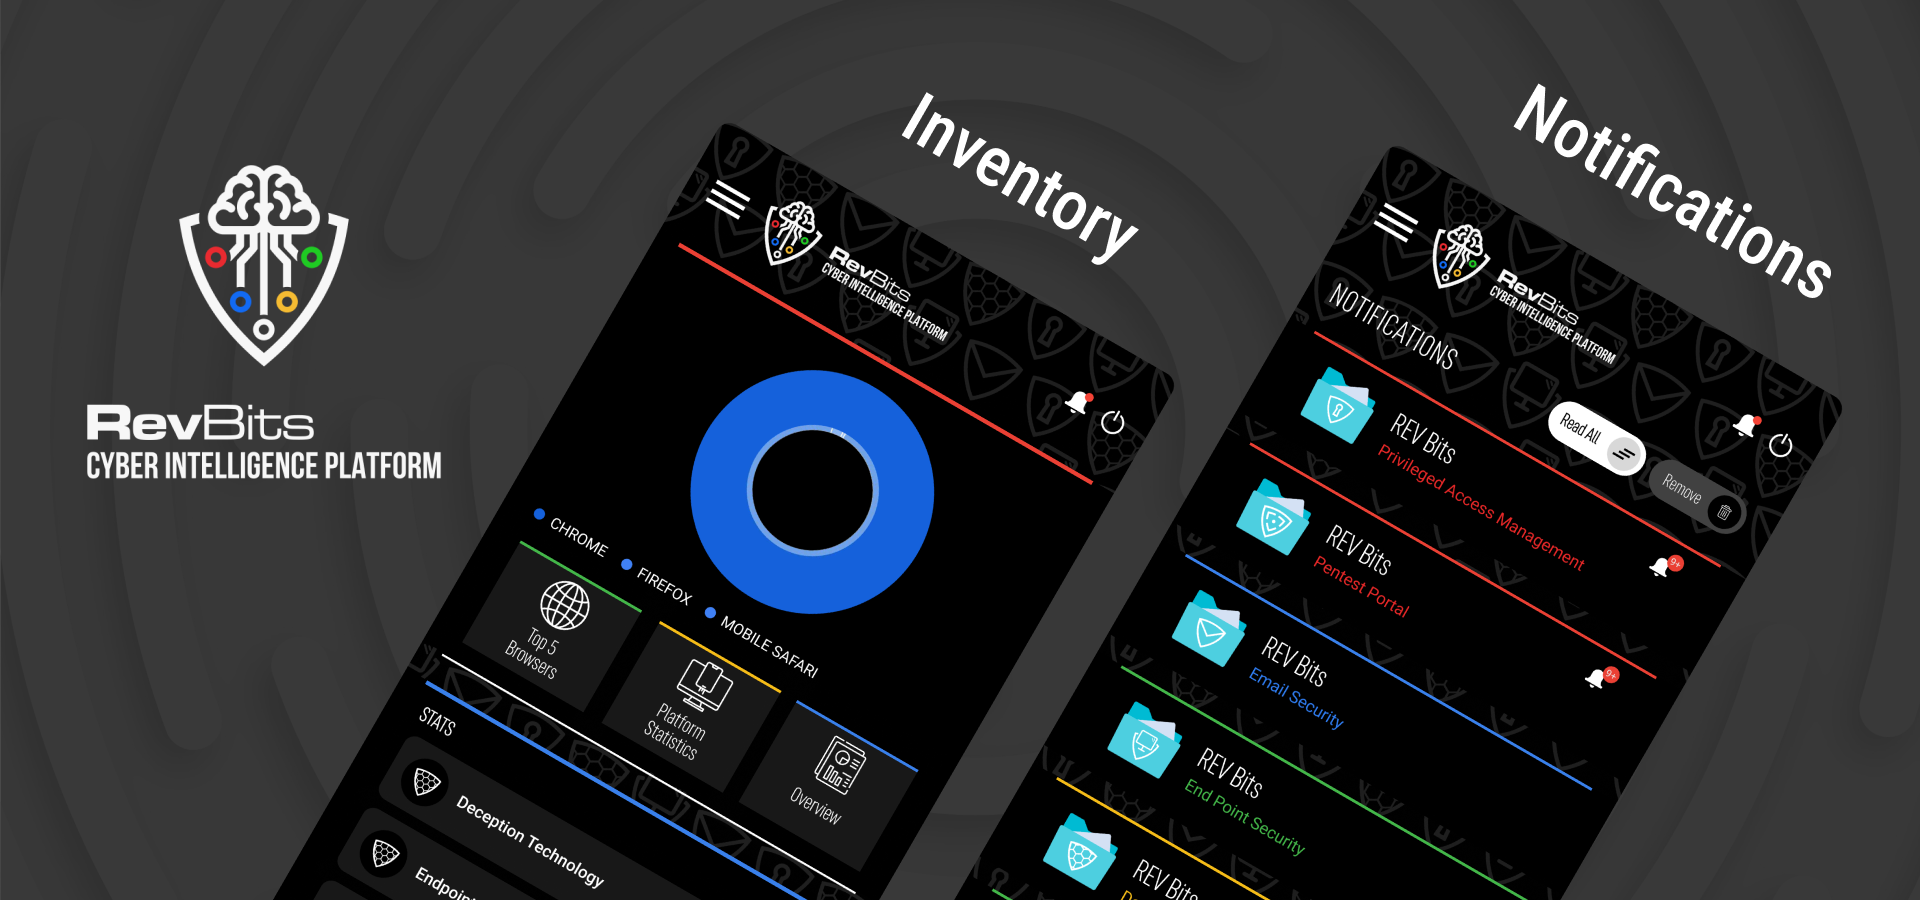 RevBits
CYBER INTELLIGENCE PLATFORM
Inventory
RevBits
CYBER INTELLIGENCE PLATFORM
CHROME
FIREFOX
MOBILE SAFARI
Top 5
Browsers
Platform
Statistics
Overview
STATS
Deception Technology
Notifications
RevBits
CYBER INTELLIGENCE PLATFORM
NOTIFICATIONS
Read All
Remove
REV Bits
Privileged Access Management
9+
REV Bits
Pentest Portal
9+
REV Bits
Email Security
REV Bits
End Point Security
REV Bits